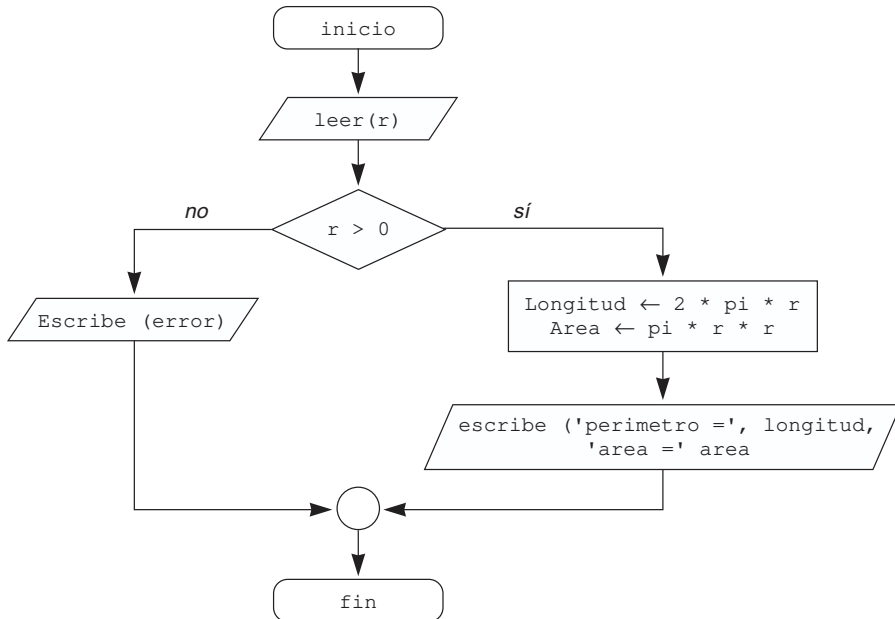 inicio
leer(r)
no
sí
r > 0
Escribe (error)
Longitud ← 2 * pi * r
Area ← pi * r * r
escribe ('perimetro =', longitud,
'area =' area
fin